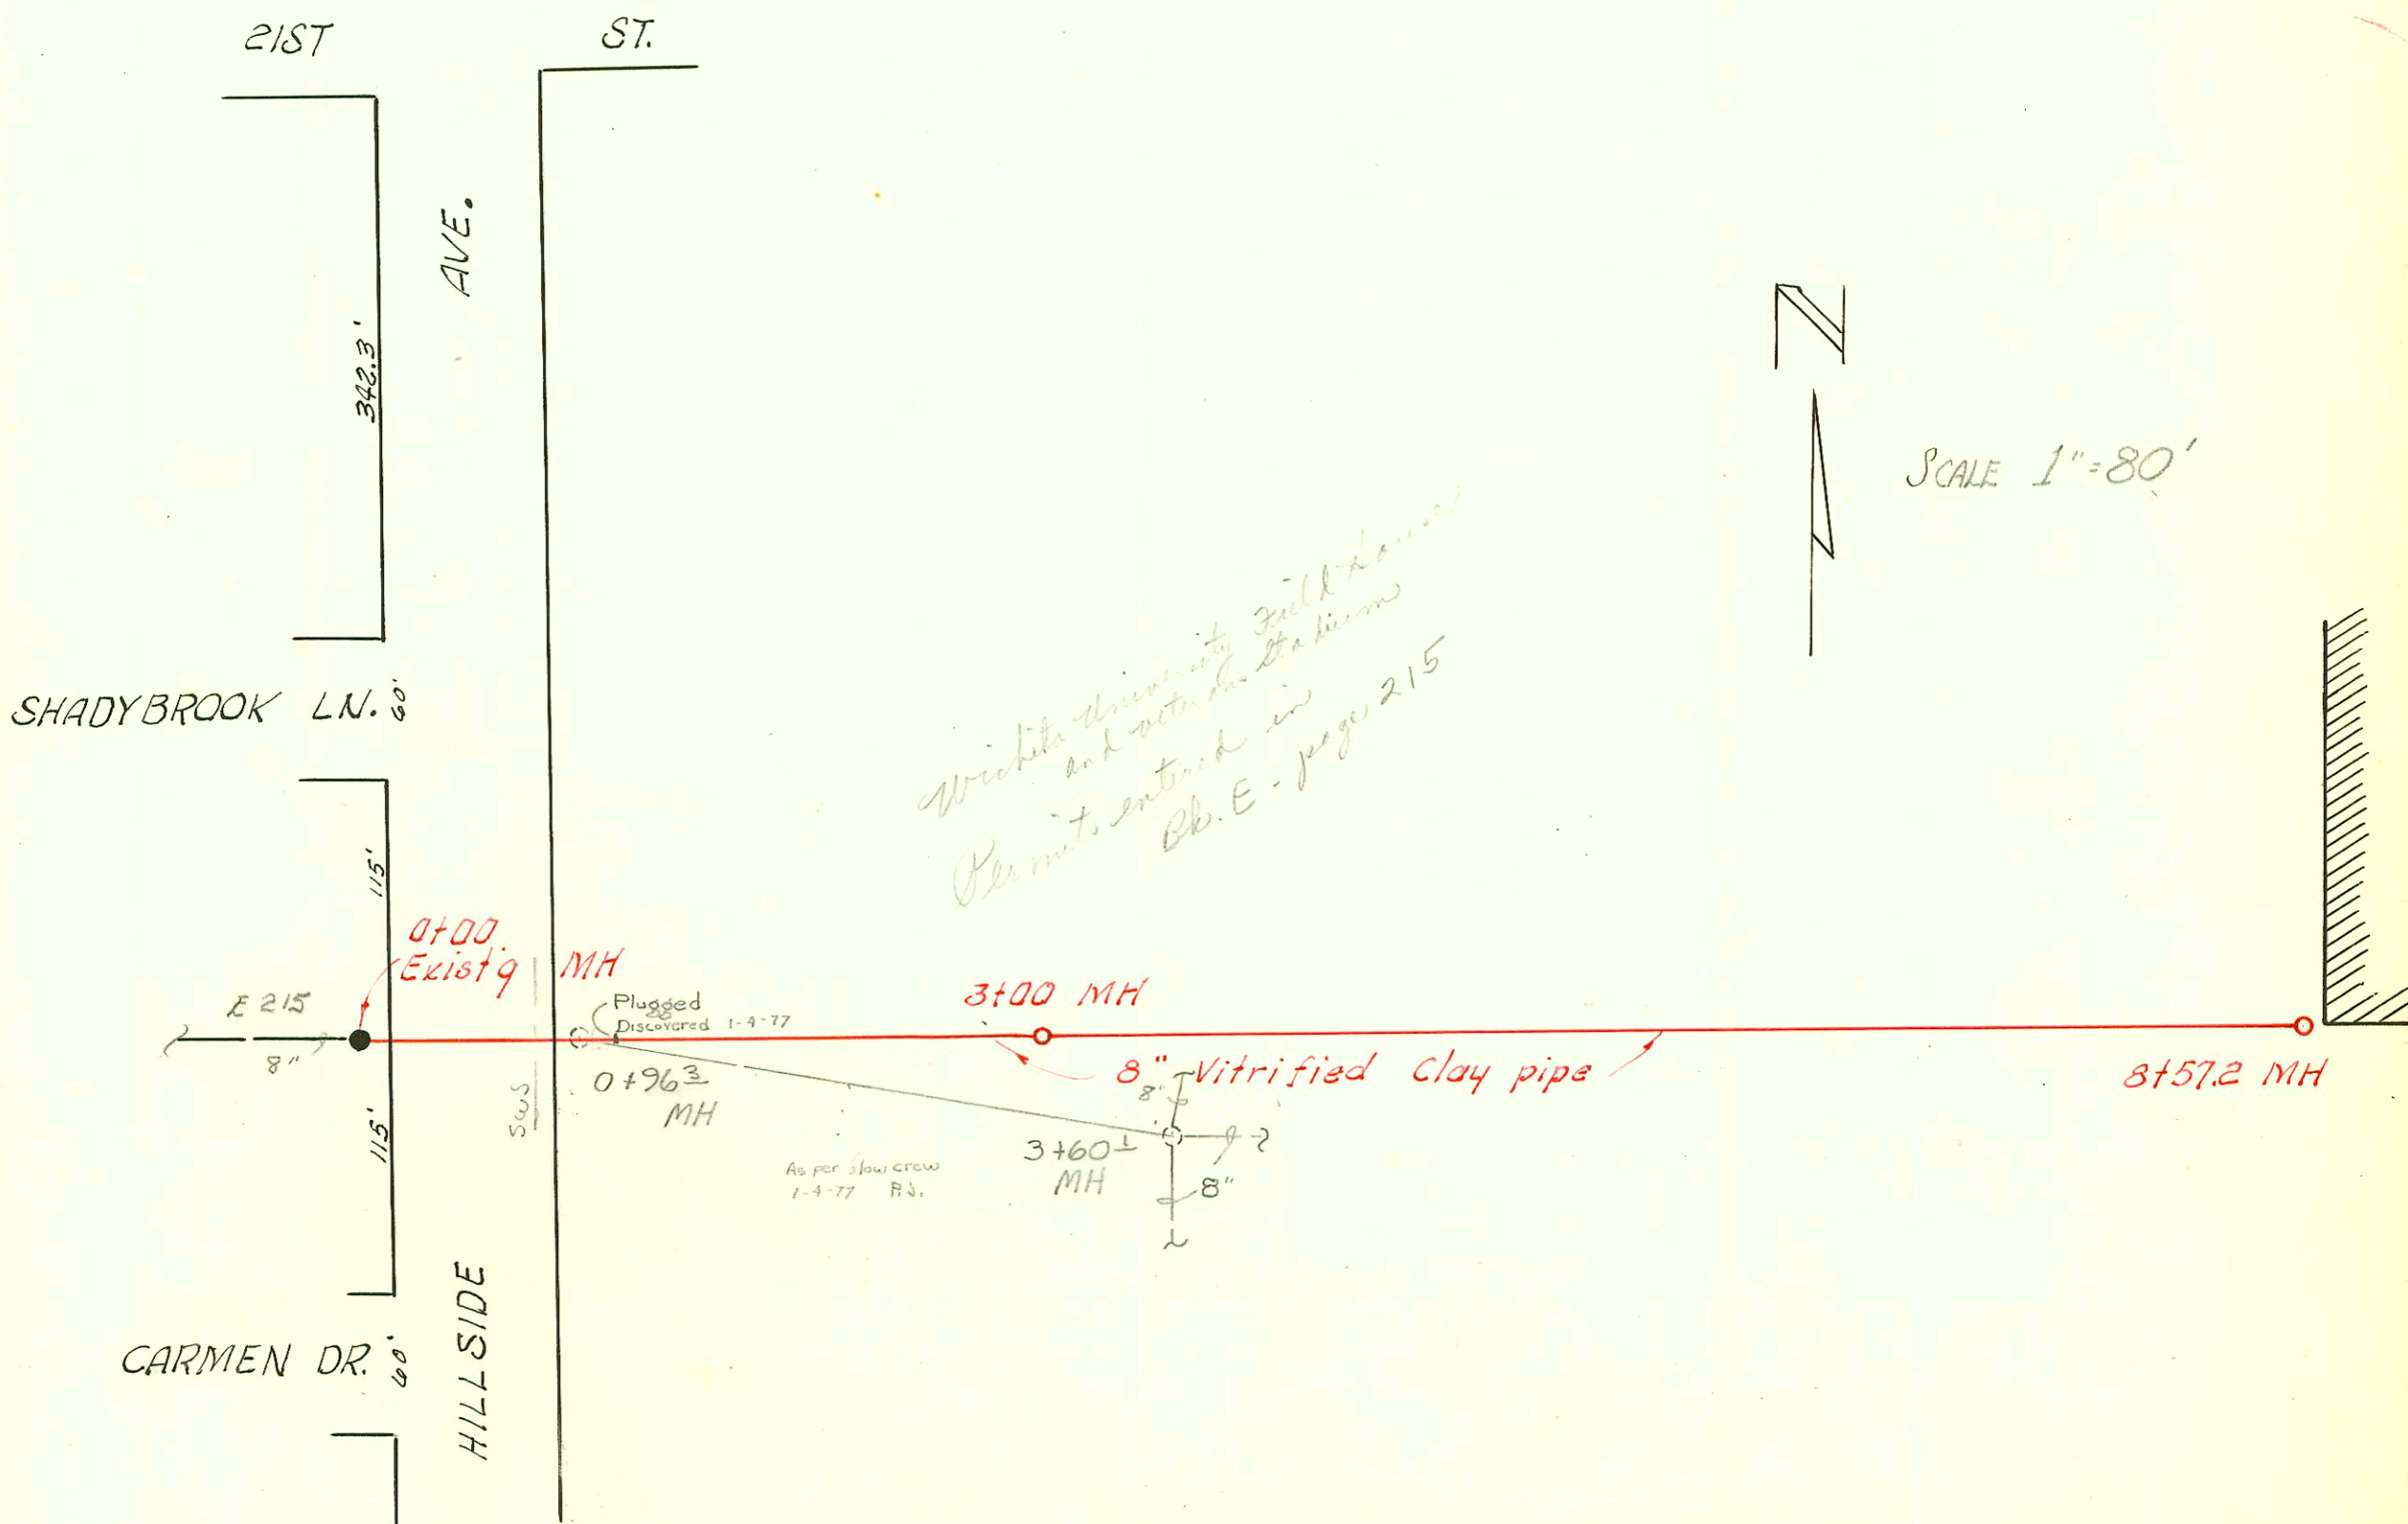 21ST ST.
AVE.
342.3'
N
SCALE 1"=80'
Wichita University Field House
and Veterans Stadium
Permits entered in
Bk. E - page 215
SHADYBROOK LN. 60'
115'
0+00
Exist'g MH
E 215
8"
Plugged
Discovered 1-4-77
3+00 MH
0+96 3
MH
SWS
8" Vitrified Clay pipe
8"
8+57.2 MH
115'
3+60 1
MH
8"
As per flow crew
1-4-77 P.J.
HILLSIDE
CARMEN DR. 60'